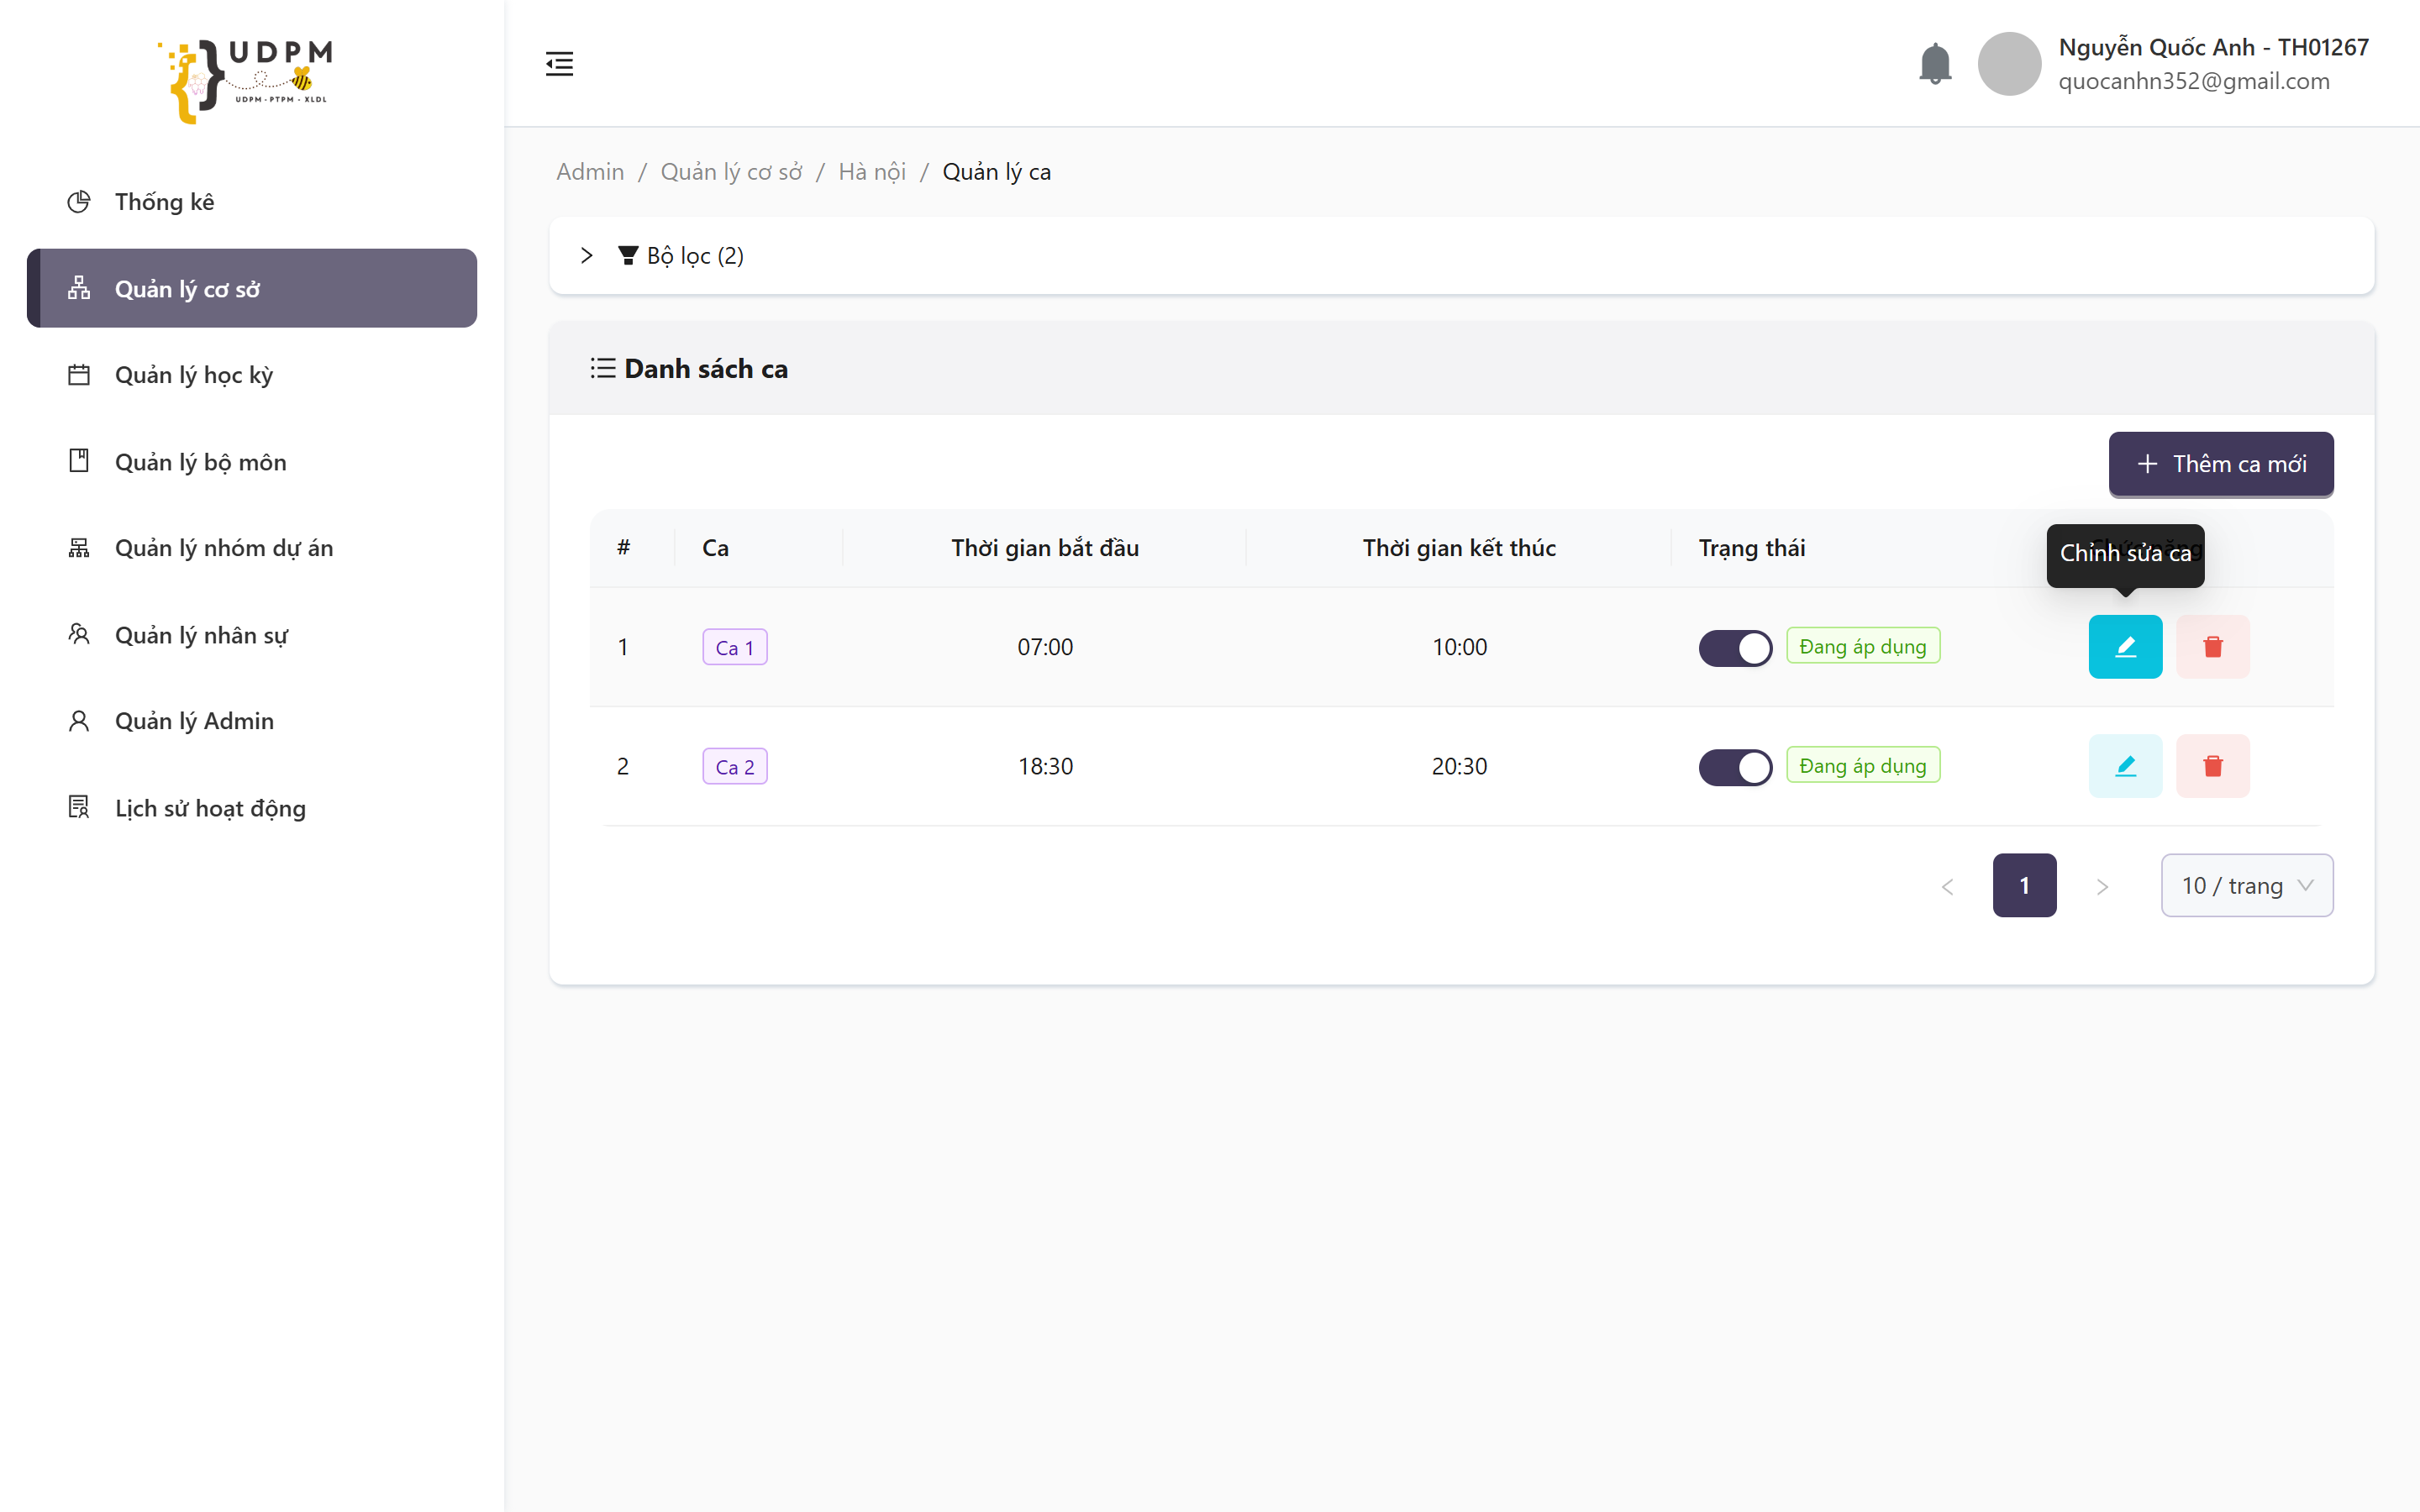 UDPM
UDPM - PTPM - XLDL
Thống kê
Quản lý cơ sở
Quản lý học kỳ
Quản lý bộ môn
Quản lý nhóm dự án
Quản lý nhân sự
Quản lý Admin
Lịch sử hoạt động
Nguyễn Quốc Anh - TH01267
quocanhn352@gmail.com
Admin / Quản lý cơ sở / Hà nội / Quản lý ca
Bộ lọc (2)
Danh sách ca
+ Thêm ca mới
# Ca Thời gian bắt đầu Thời gian kết thúc Trạng thái
Chỉnh sửa ca
1 Ca 1 07:00 10:00 Đang áp dụng
2 Ca 2 18:30 20:30 Đang áp dụng
< 1 > 10 / trang